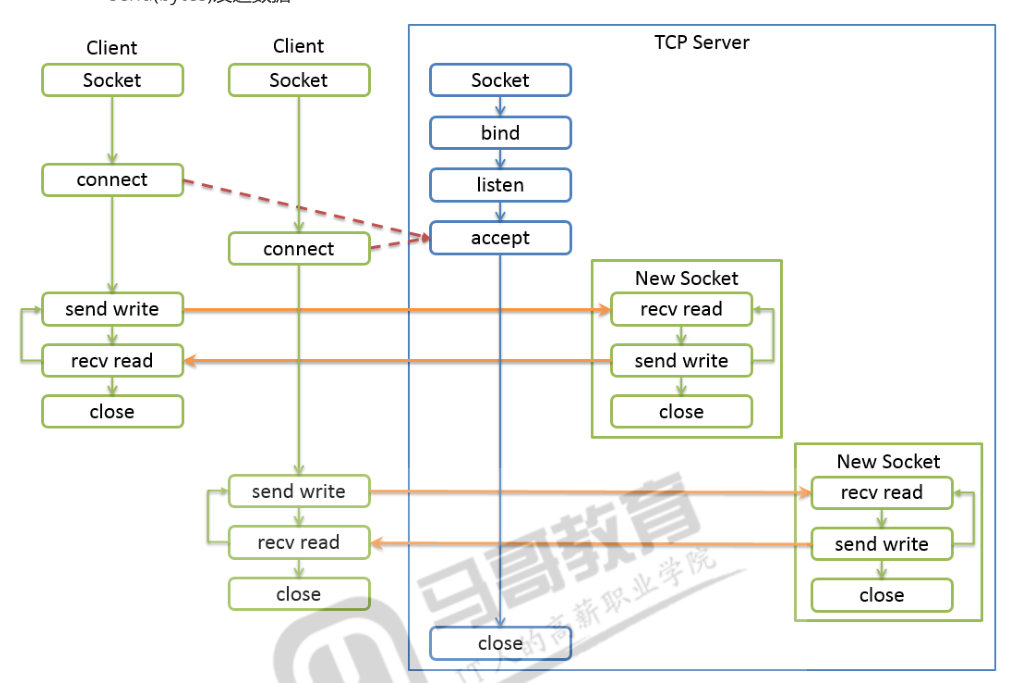 send(bytes)发送数据
Client
Client
TCP Server
Socket
Socket
Socket
bind
connect
listen
accept
connect
New Socket
send write
recv read
recv read
send write
close
close
New Socket
send write
recv read
recv read
send write
close
close
close
马哥教育
IT人的高薪职业学院